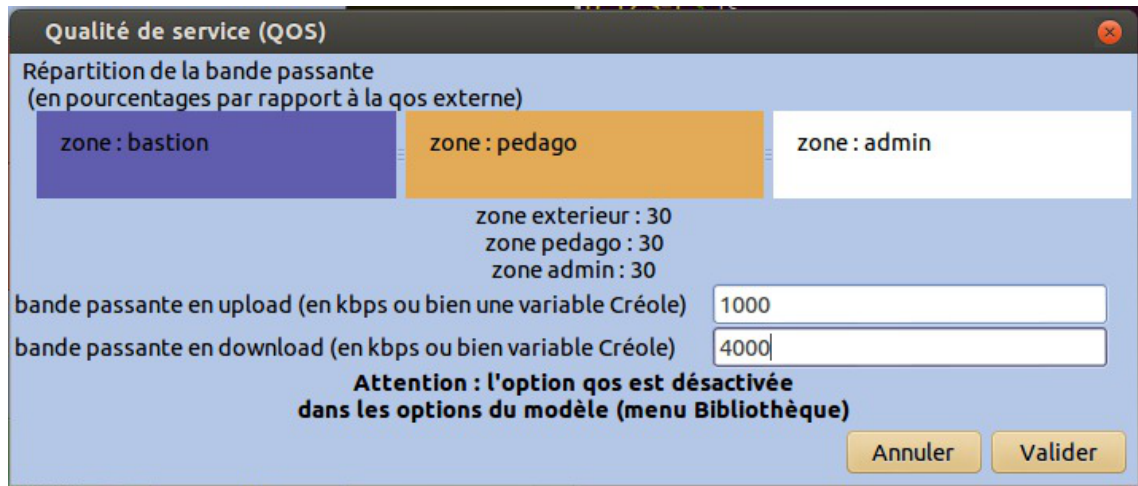 Qualité de service (QOS)
Répartition de la bande passante
(en pourcentages par rapport à la qos externe)
zone : bastion
zone : pedago
zone : admin
zone exterieur : 30
zone pedago : 30
zone admin : 30
bande passante en upload (en kbps ou bien une variable Créole)
1000
bande passante en download (en kbps ou bien variable Créole)
4000
Attention : l'option qos est désactivée
dans les options du modèle (menu Bibliothèque)
Annuler
Valider